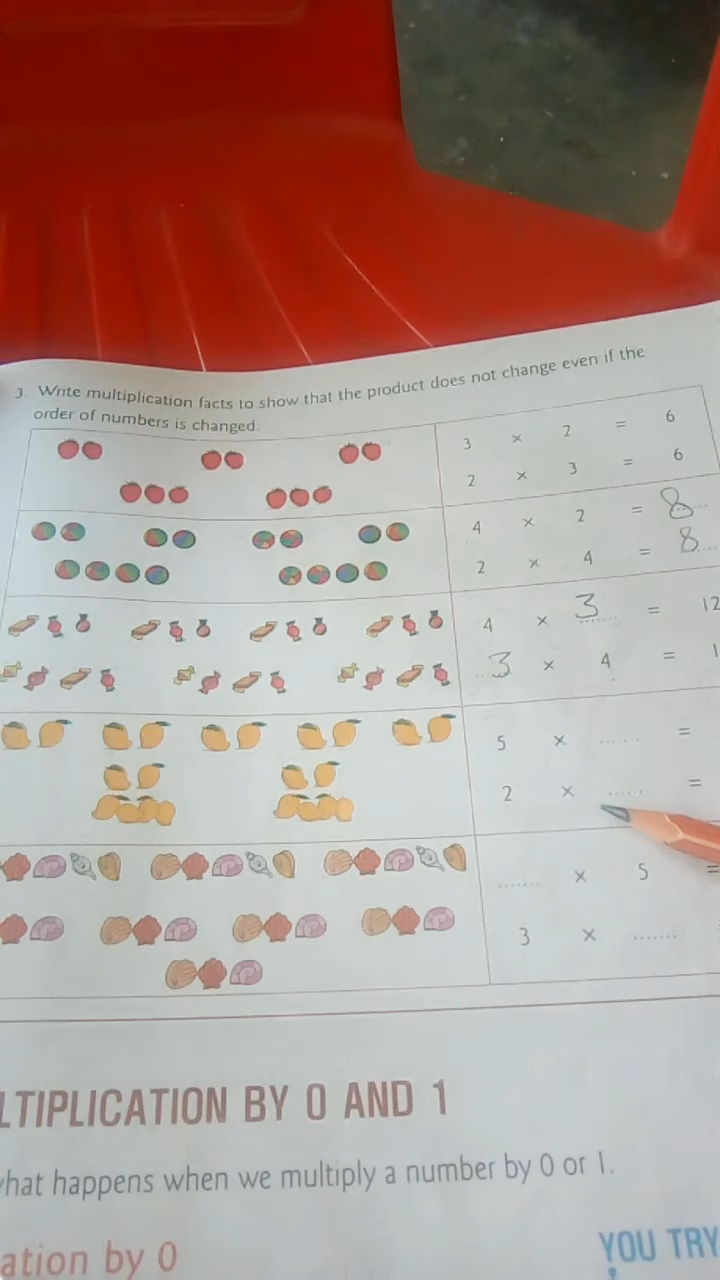 3 Write multiplication facts to show that the product does not change even if the
order of numbers is changed.
3 × 2 = 6
2 × 3 = 6
4 × 2 = 8
2 × 4 = 8
4 × 3 = 12
3 × 4 = 1
5 × ...... =
2 × ...... =
...... × 5 =
3 × ......
LTIPLICATION BY 0 AND 1
what happens when we multiply a number by 0 or 1.
ation by 0
YOU TRY